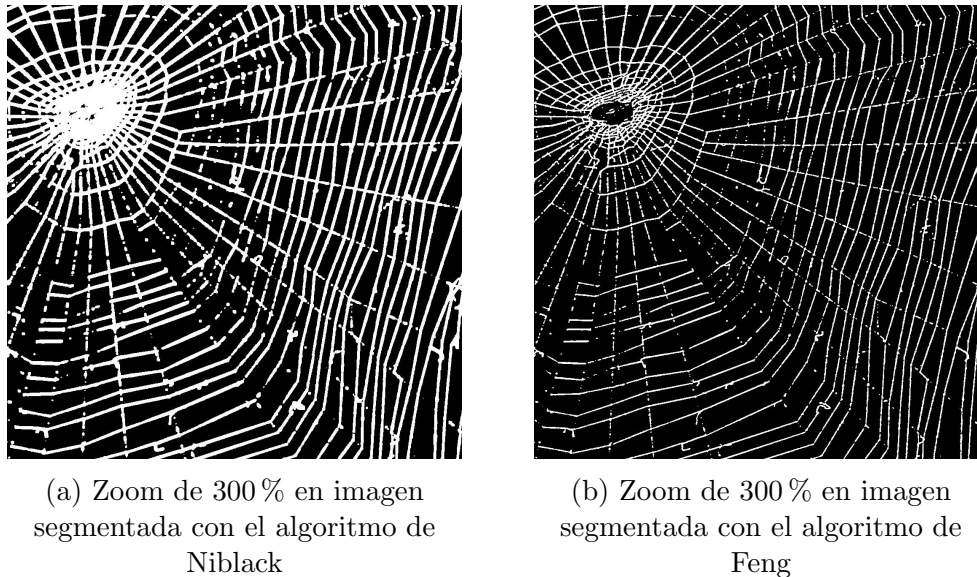 (a) Zoom de 300 % en imagen
segmentada con el algoritmo de
Niblack
(b) Zoom de 300 % en imagen
segmentada con el algoritmo de
Feng